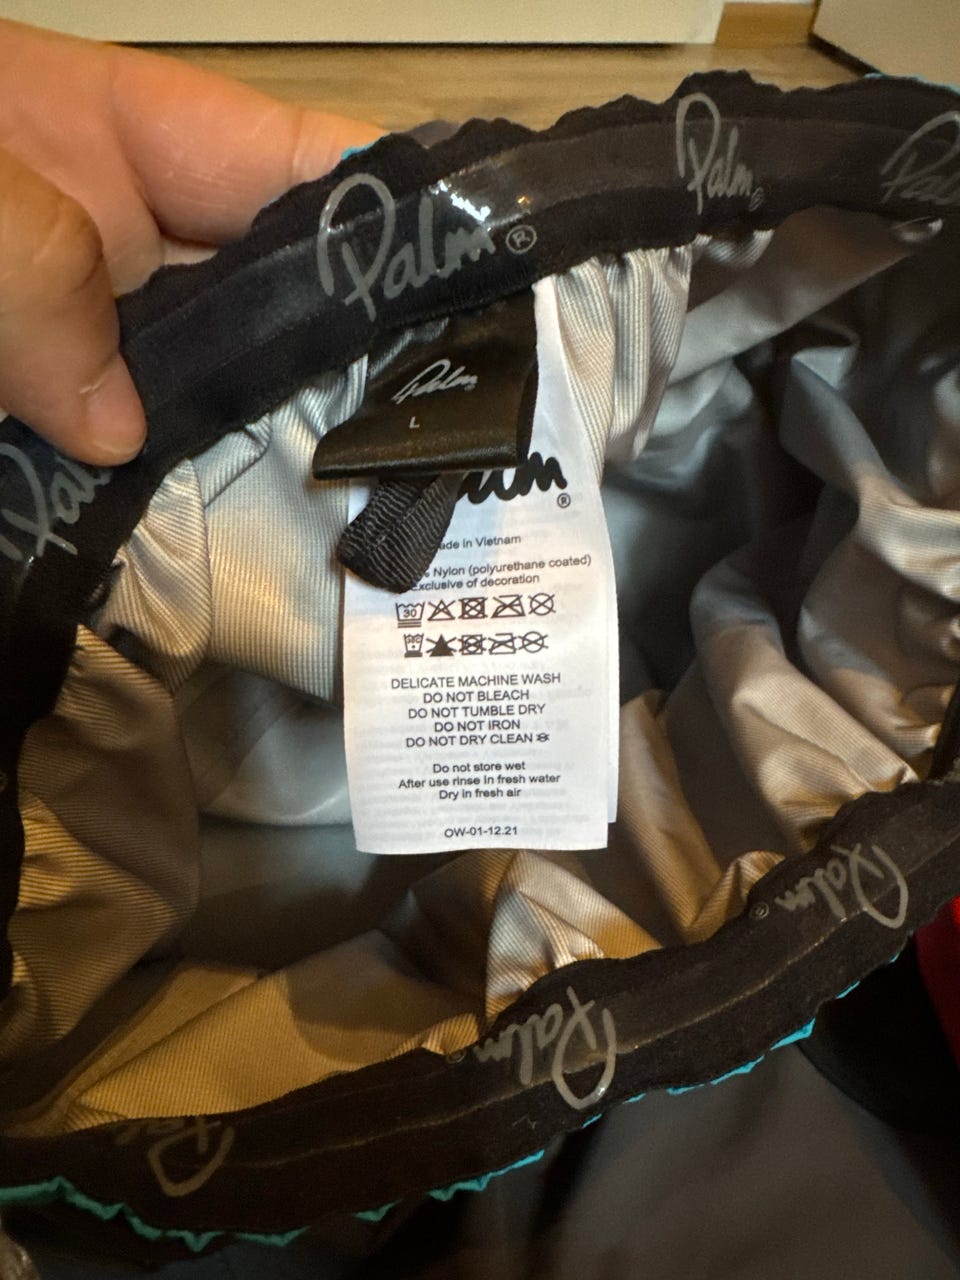 Palm®
Palm®
Palm
L
ade in Vietnam
Nylon (polyurethane coated)
Exclusive of decoration
30
DELICATE MACHINE WASH
DO NOT BLEACH
DO NOT TUMBLE DRY
DO NOT IRON
DO NOT DRY CLEAN
Do not store wet
After use rinse in fresh water
Dry in fresh air
OW-01-12.21
Palm
Palm